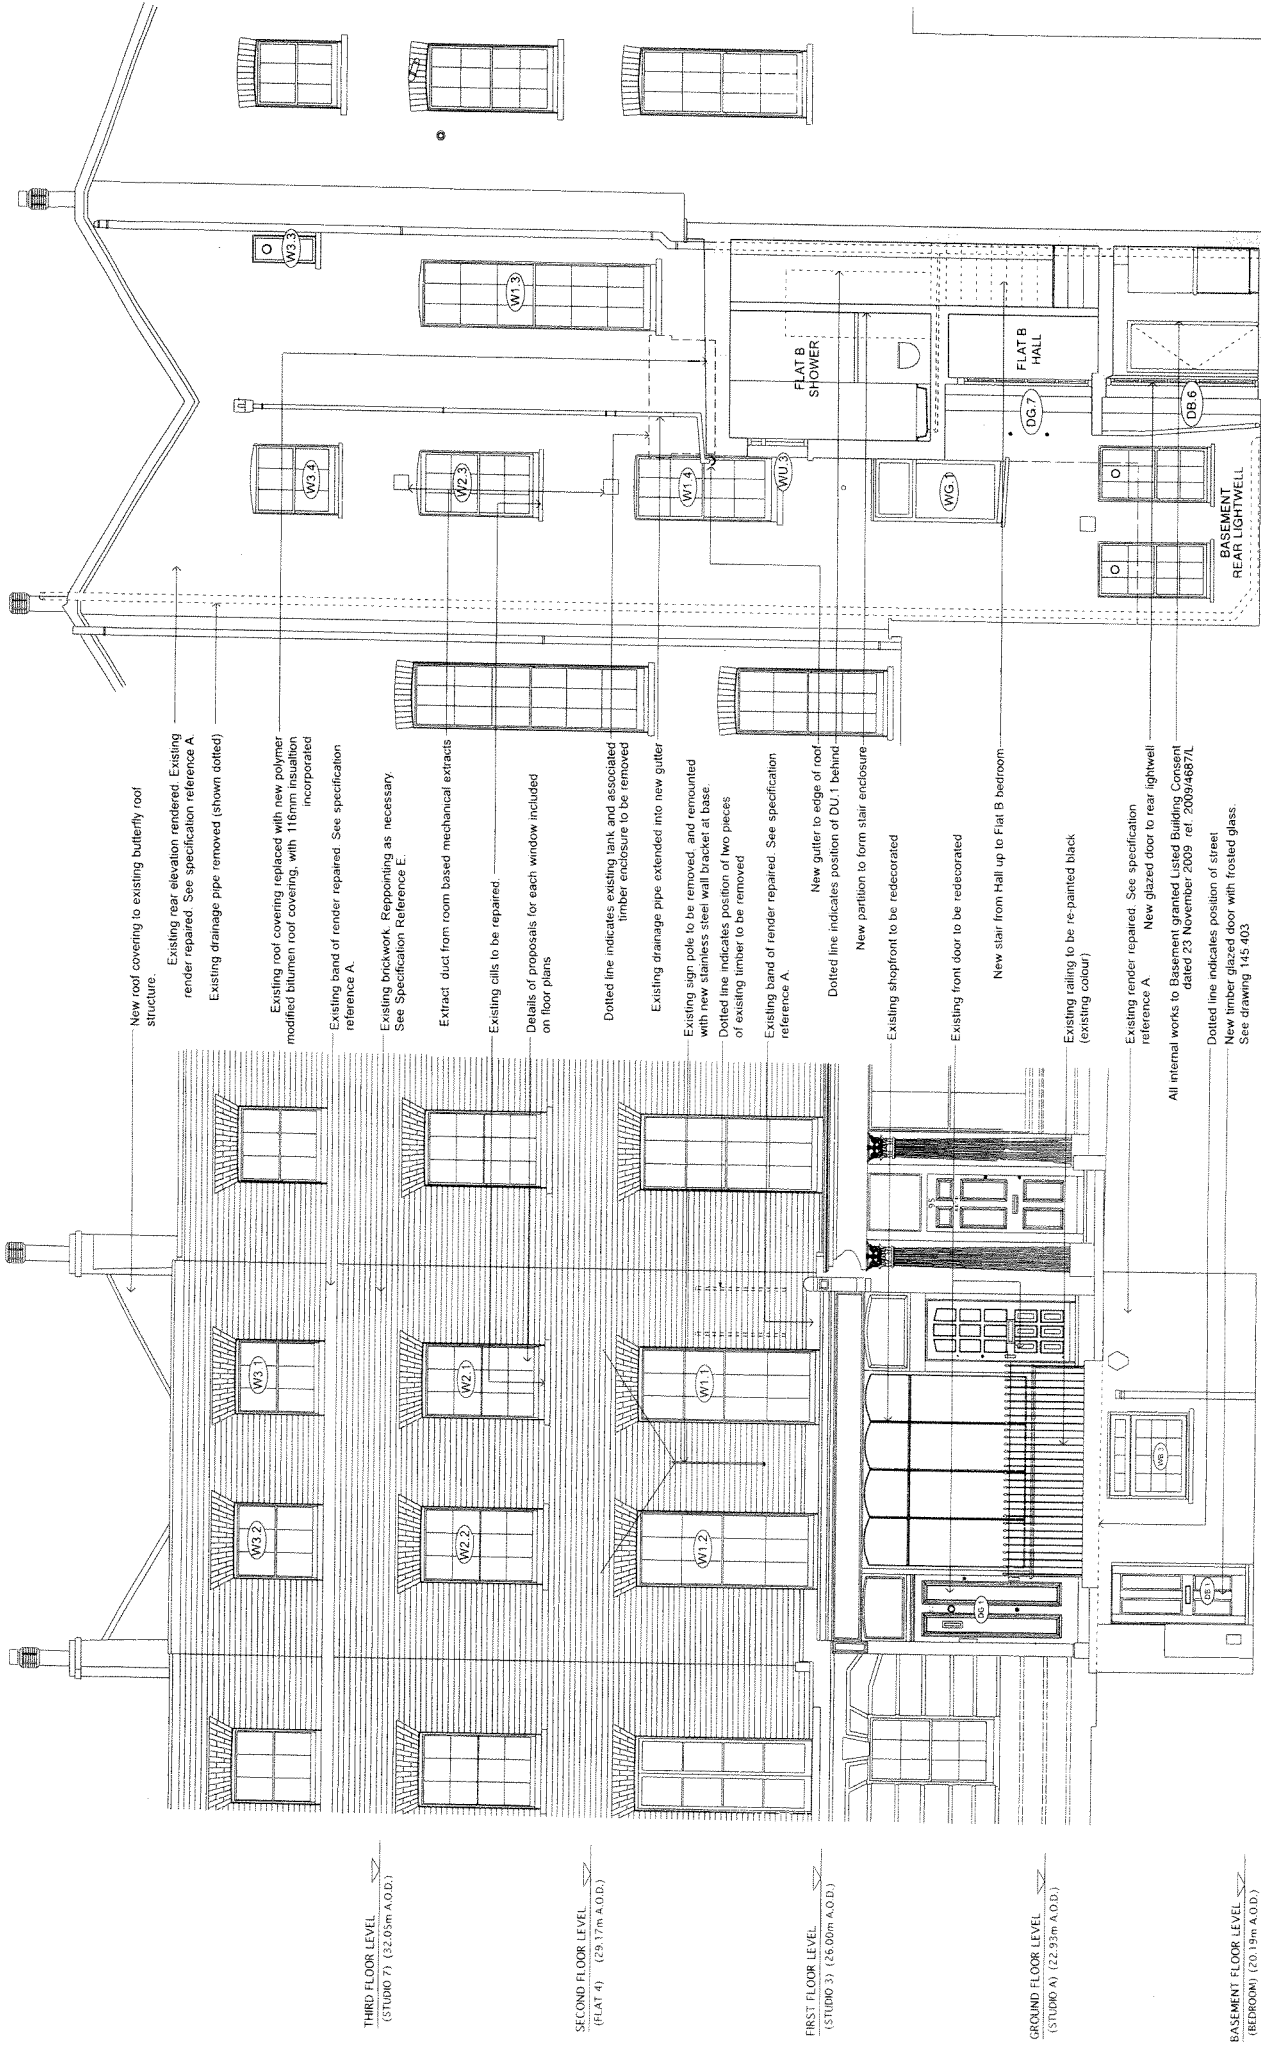 New roof covering to existing butterfly roof
structure.
Existing rear elevation rendered. Existing
render repaired. See specification reference A.
Existing drainage pipe removed (shown dotted)
Existing roof covering replaced with new polymer
modified bitumen roof covering, with 116mm insualtion
incorporated
Existing band of render repaired. See specification
reference A.
Existing brickwork. Reppointing as necessary.
See Specification Reference E.
Extract duct from room based mechanical extracts
Existing cills to be repaired.
Details of proposals for each window included
on floor plans
Dotted line indicates existing tank and associated
timber enclosure to be removed
Existing drainage pipe extended into new gutter
Existing sign pole to be removed, and remounted
with new stainless steel wall bracket at base.
Dotted line indicates position of two pieces
of exisitng timber to be removed
Existing band of render repaired. See specification
reference A.
New gutter to edge of roof
Dotted line indicates position of DU.1 behind
New partition to form stair enclosure
Existing shopfront to be redecorated
Existing front door to be redecorated
New stair from Hall up to Flat B bedroom
Existing railing to be re-painted black
(existing colour)
Existing render repaired. See specification
reference A.
New glazed door to rear lightwell
All internal works to Basement granted Listed Building Consent
dated 23 November 2009 ref. 2009/4687/L
Dotted line indicates position of street
New timber glazed door with frosted glass.
See drawing 145 403
THIRD FLOOR LEVEL
(STUDIO 7) (32.05m A.O.D.)
SECOND FLOOR LEVEL
(FLAT 4) (29.17m A.O.D.)
FIRST FLOOR LEVEL
(STUDIO 3) (26.00m A.O.D.)
GROUND FLOOR LEVEL
(STUDIO A) (22.93m A.O.D.)
BASEMENT FLOOR LEVEL
(BEDROOM) (20.19m A.O.D.)
W3.2
W3.1
W2.2
W2.1
W1.2
W1.1
DG.1
95
DB.1
W3.4
W3.3
W2.3
W1.3
W1.4
WU.3
WG.1
FLAT B
SHOWER
FLAT B
HALL
DG.7
DB.6
BASEMENT
REAR LIGHTWELL